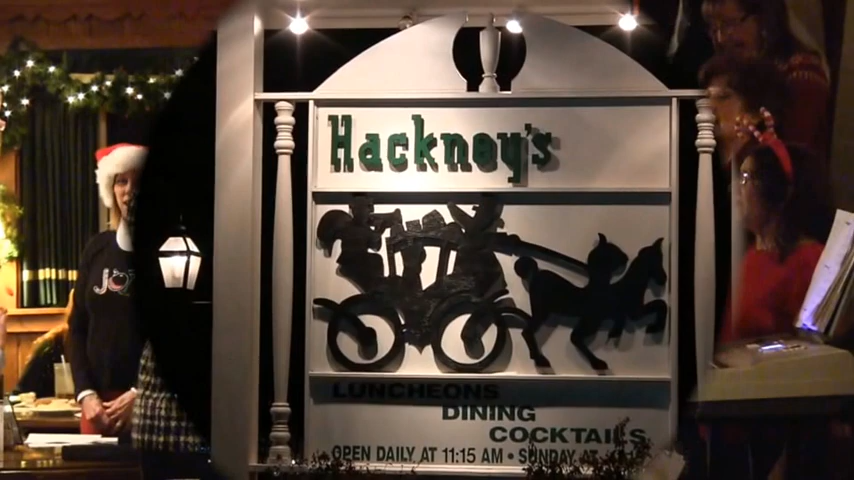 Hackney's
LUNCHEONS
DINING
COCKTAILS
OPEN DAILY AT 11:15 AM • SUNDAY AT